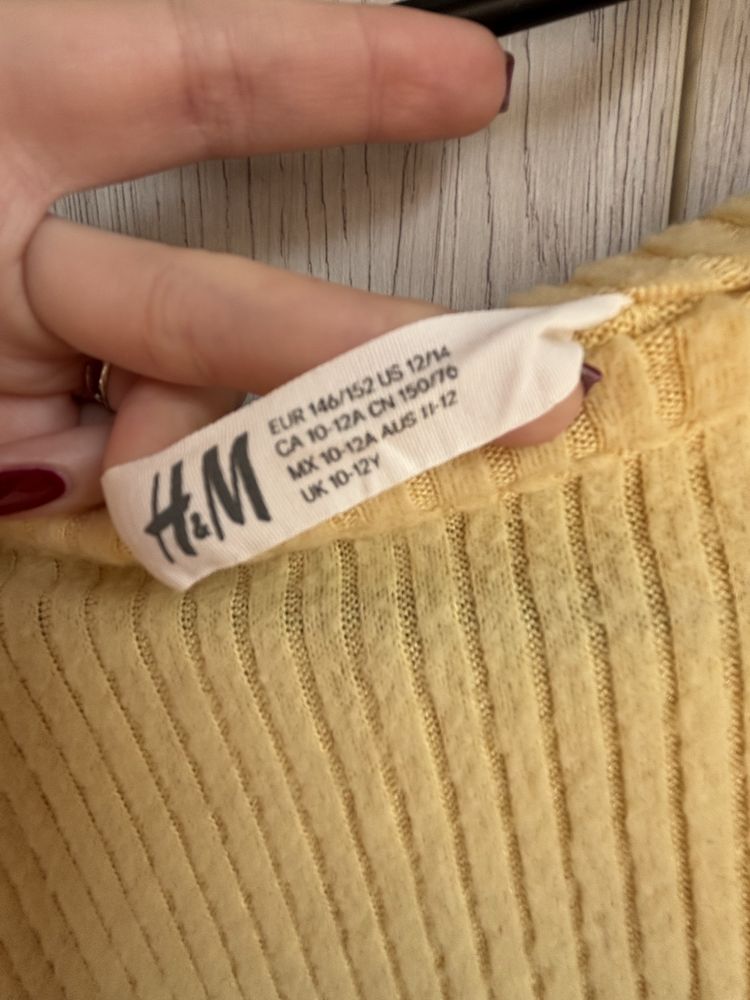 H&M
EUR 146/152 US 12/14
CA 10-12A CN 150/76
MX 10-12A AUS 11-12
UK 10-12Y